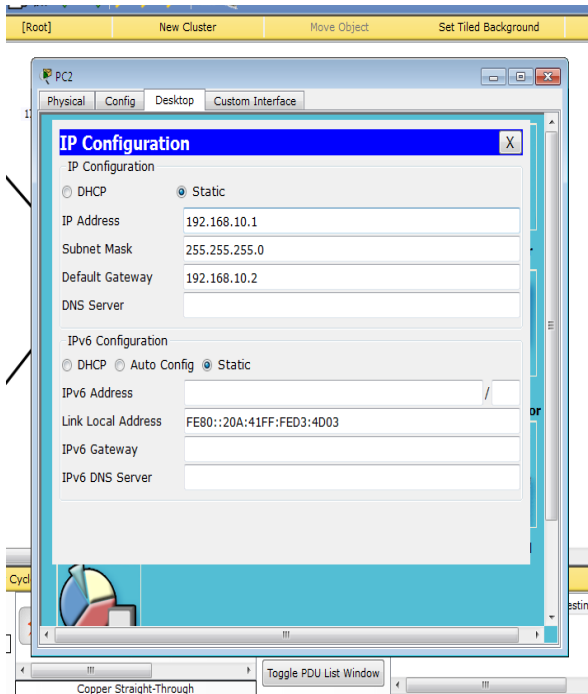 [Root] New Cluster Move Object Set Tiled Background
PC2
Physical Config Desktop Custom Interface
IP Configuration X
IP Configuration
DHCP Static
IP Address 192.168.10.1
Subnet Mask 255.255.255.0
Default Gateway 192.168.10.2
DNS Server
IPv6 Configuration
DHCP Auto Config Static
IPv6 Address /
Link Local Address FE80::20A:41FF:FED3:4D03
IPv6 Gateway
IPv6 DNS Server
or
Cycl
estin
Toggle PDU List Window
Copper Straight-Through